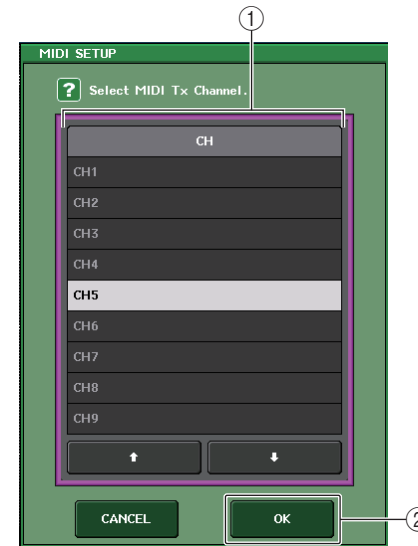 ①
MIDI SETUP
? Select MIDI Tx Channel.
CH
CH1
CH2
CH3
CH4
CH5
CH6
CH7
CH8
CH9
CANCEL
OK
②